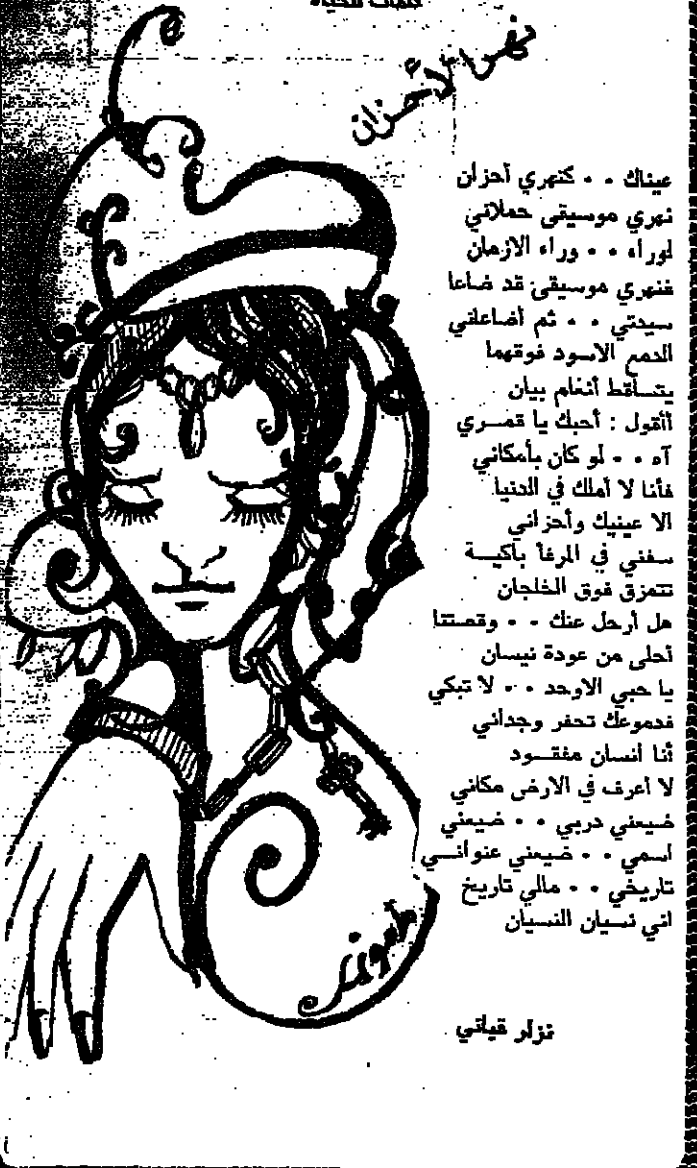 كلمات للحياة
نهر الأحزان
عيناك . . كنهري أحزان
نهري موسيقى حملاني
لوراء . . وراء الازمان
فنهري موسيقى قد ضاعا
سيدتي . . ثم أضاعاني
الدمع الاسود فوقهما
يتساقط أنغام بيان
أأقول : أحبك يا قمري
آه . . لو كان بأمكاني
فأنا لا أملك في الدنيا
الا عينيك وأحزاني
سفني في المرفأ باكية
تتمزق فوق الخلجان
هل أرحل عنك . . وقصتنا
أحلى من عودة نيسان
يا حبي الاوحد . . لا تبكي
فدموعك تحفر وجداني
أنا أنسان مفقود
لا أعرف في الارض مكاني
ضيعني دربي . . ضيعني
اسمي . . ضيعني عنواني
تاريخي . . مالي تاريخ
اني نسيان النسيان
نزار قباني